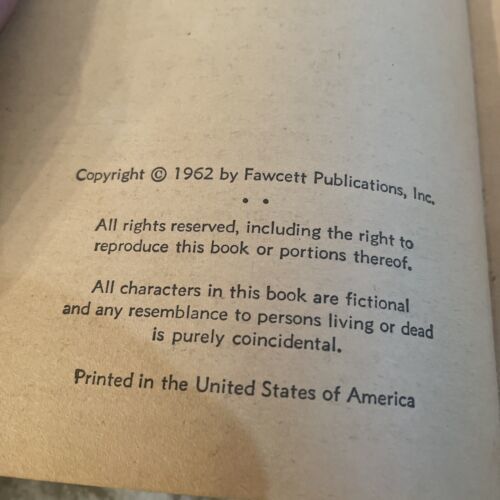 Copyright © 1962 by Fawcett Publications, Inc.
• •
All rights reserved, including the right to
reproduce this book or portions thereof.
All characters in this book are fictional
and any resemblance to persons living or dead
is purely coincidental.
Printed in the United States of America